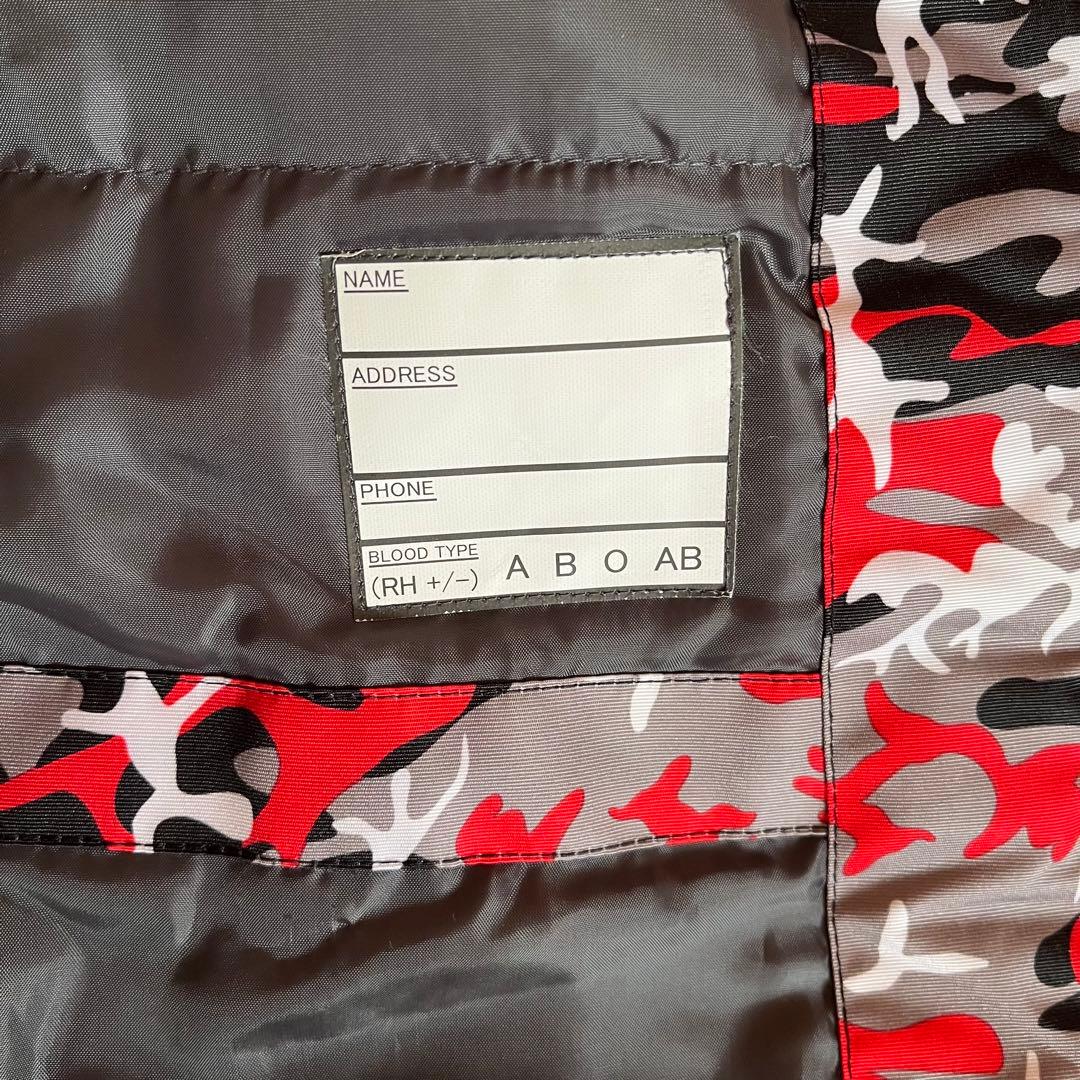 NAME
ADDRESS
PHONE
BLOOD TYPE
(RH +/−) A B O AB